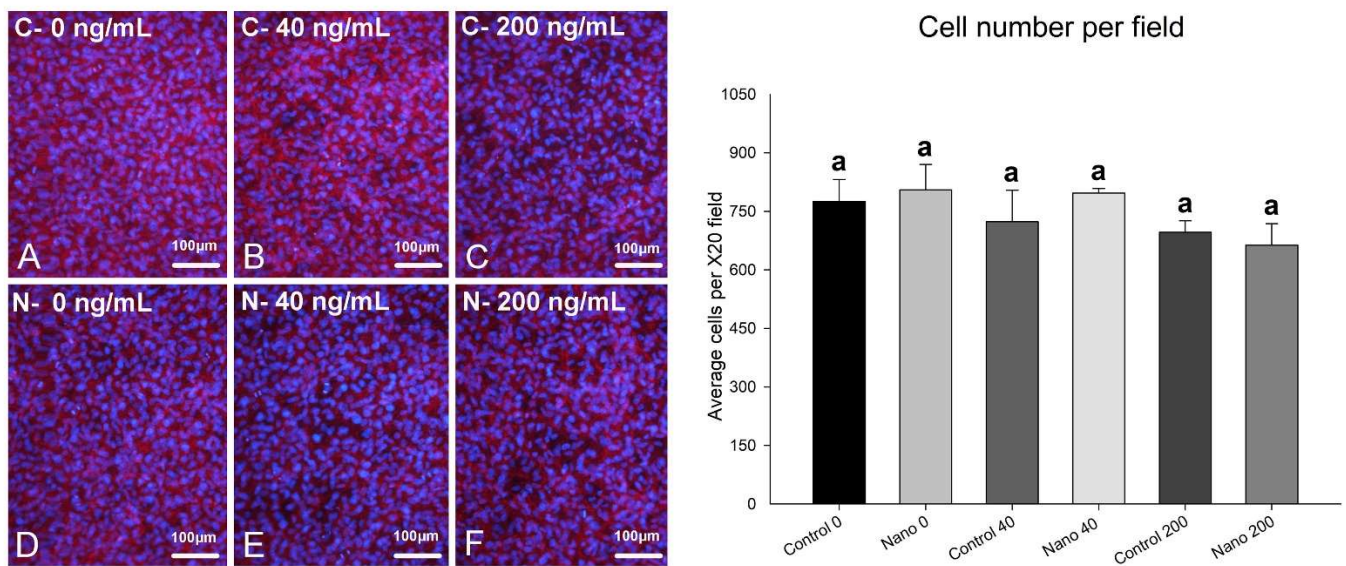 C- 0 ng/mL
C- 40 ng/mL
C- 200 ng/mL
100µm
A
100µm
B
100µm
C
N- 0 ng/mL
N- 40 ng/mL
N- 200 ng/mL
100µm
D
100µm
E
100µm
F
Cell number per field
Average cells per X20 field
1050
900
750
600
450
300
150
0
a
a
a
a
a
a
Control 0
Nano 0
Control 40
Nano 40
Control 200
Nano 200